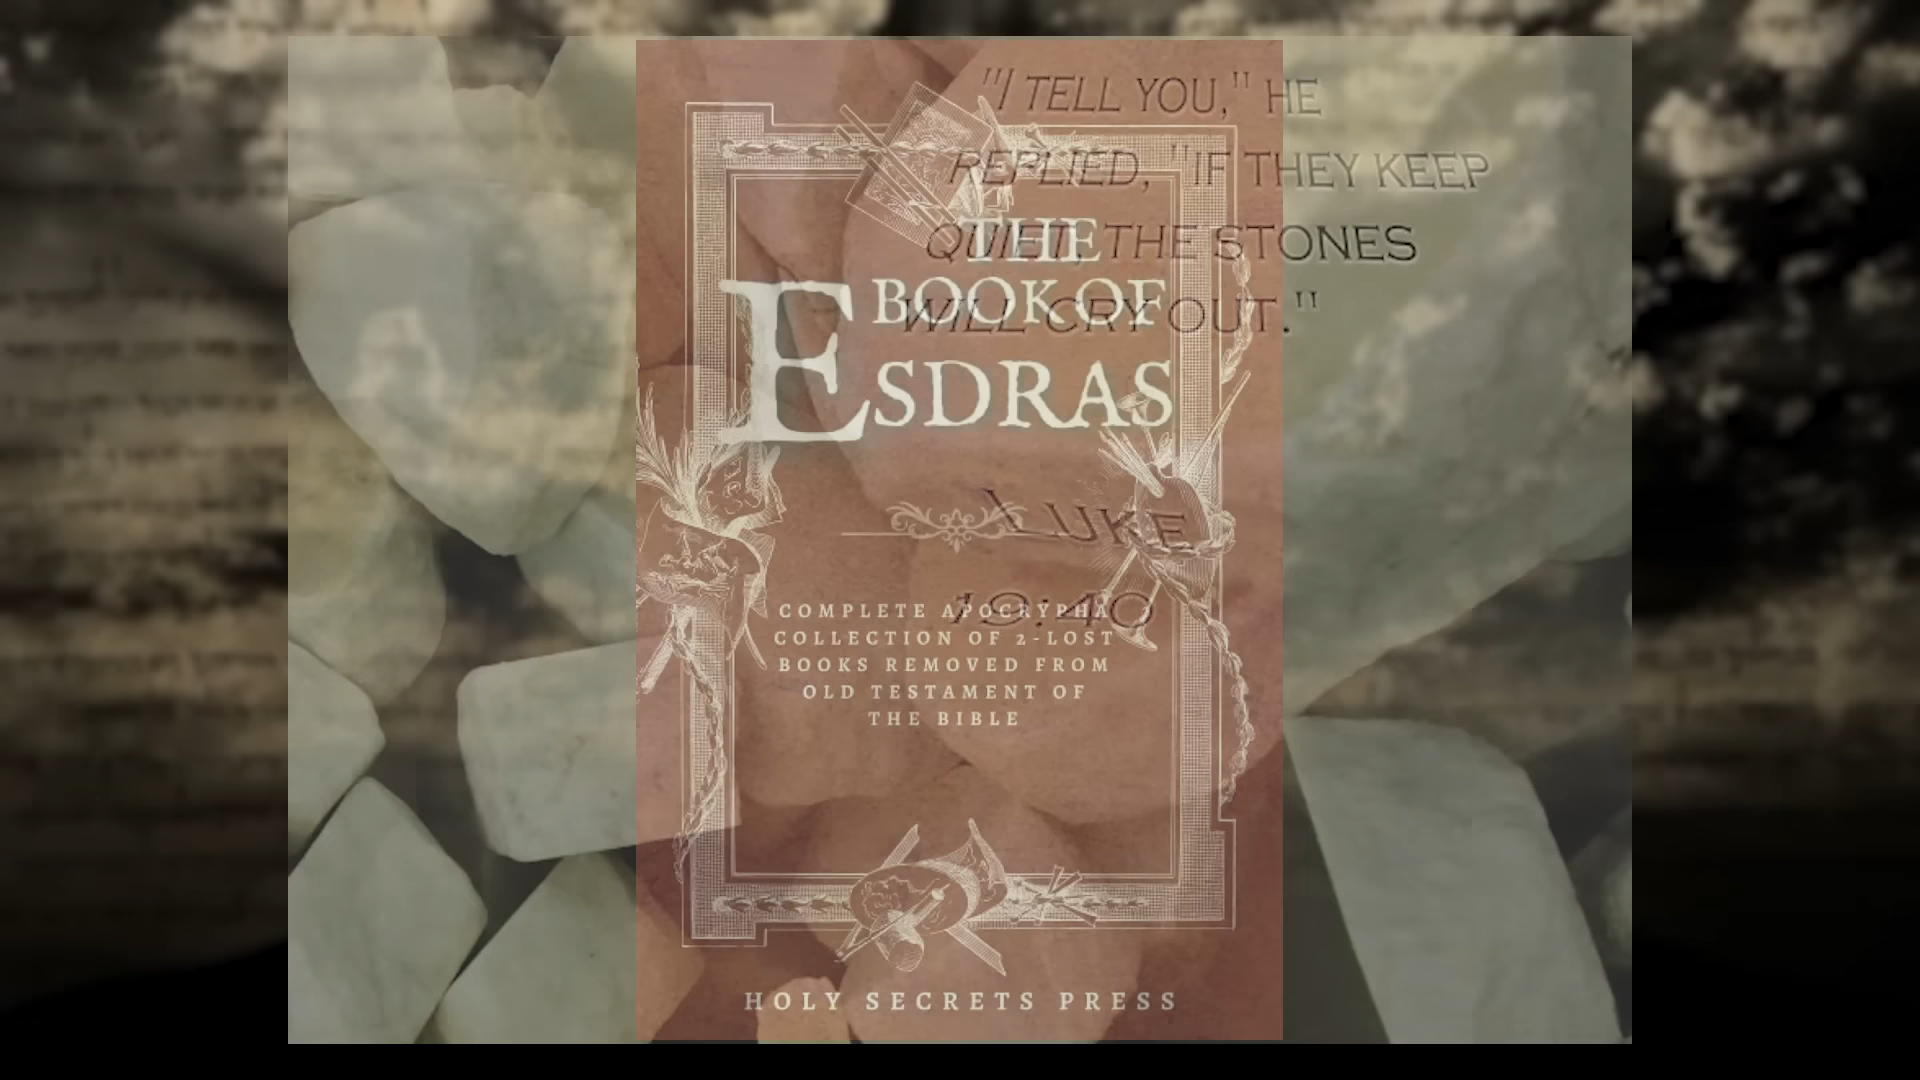 "I TELL YOU," HE
REPLIED, "IF THEY KEEP
QUIET, THE STONES
WILL CRY OUT."
LUKE
19:40
THE
BOOK OF
ESDRAS
COMPLETE APOCRYPHA
COLLECTION OF 2-LOST
BOOKS REMOVED FROM
OLD TESTAMENT OF
THE BIBLE
HOLY SECRETS PRESS